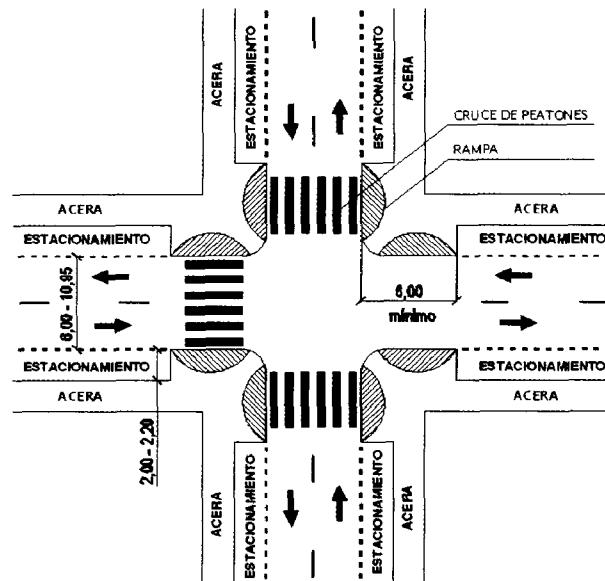 ACERA
ESTACIONAMIENTO
ESTACIONAMIENTO
ACERA
CRUCE DE PEATONES
RAMPA
ACERA
ACERA
ESTACIONAMIENTO
ESTACIONAMIENTO
6,00 - 10,95
6,00
mínimo
ESTACIONAMIENTO
ESTACIONAMIENTO
ACERA
ACERA
2,00 - 2,20
ACERA
ESTACIONAMIENTO
ESTACIONAMIENTO
ACERA